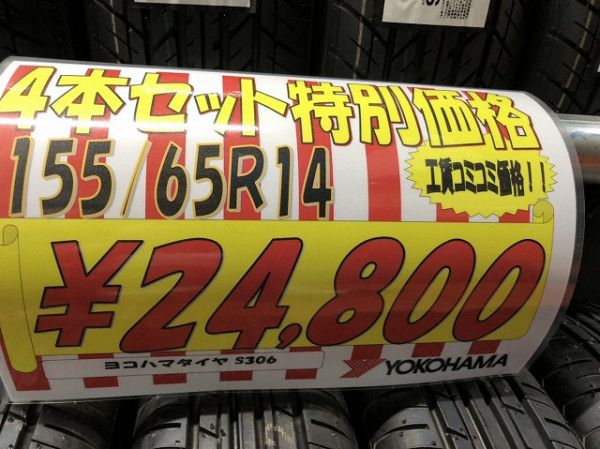 4本セット特別価格
155/65R14
工賃コミコミ価格!!
¥24,800
ヨコハマタイヤ S306
YOKOHAMA